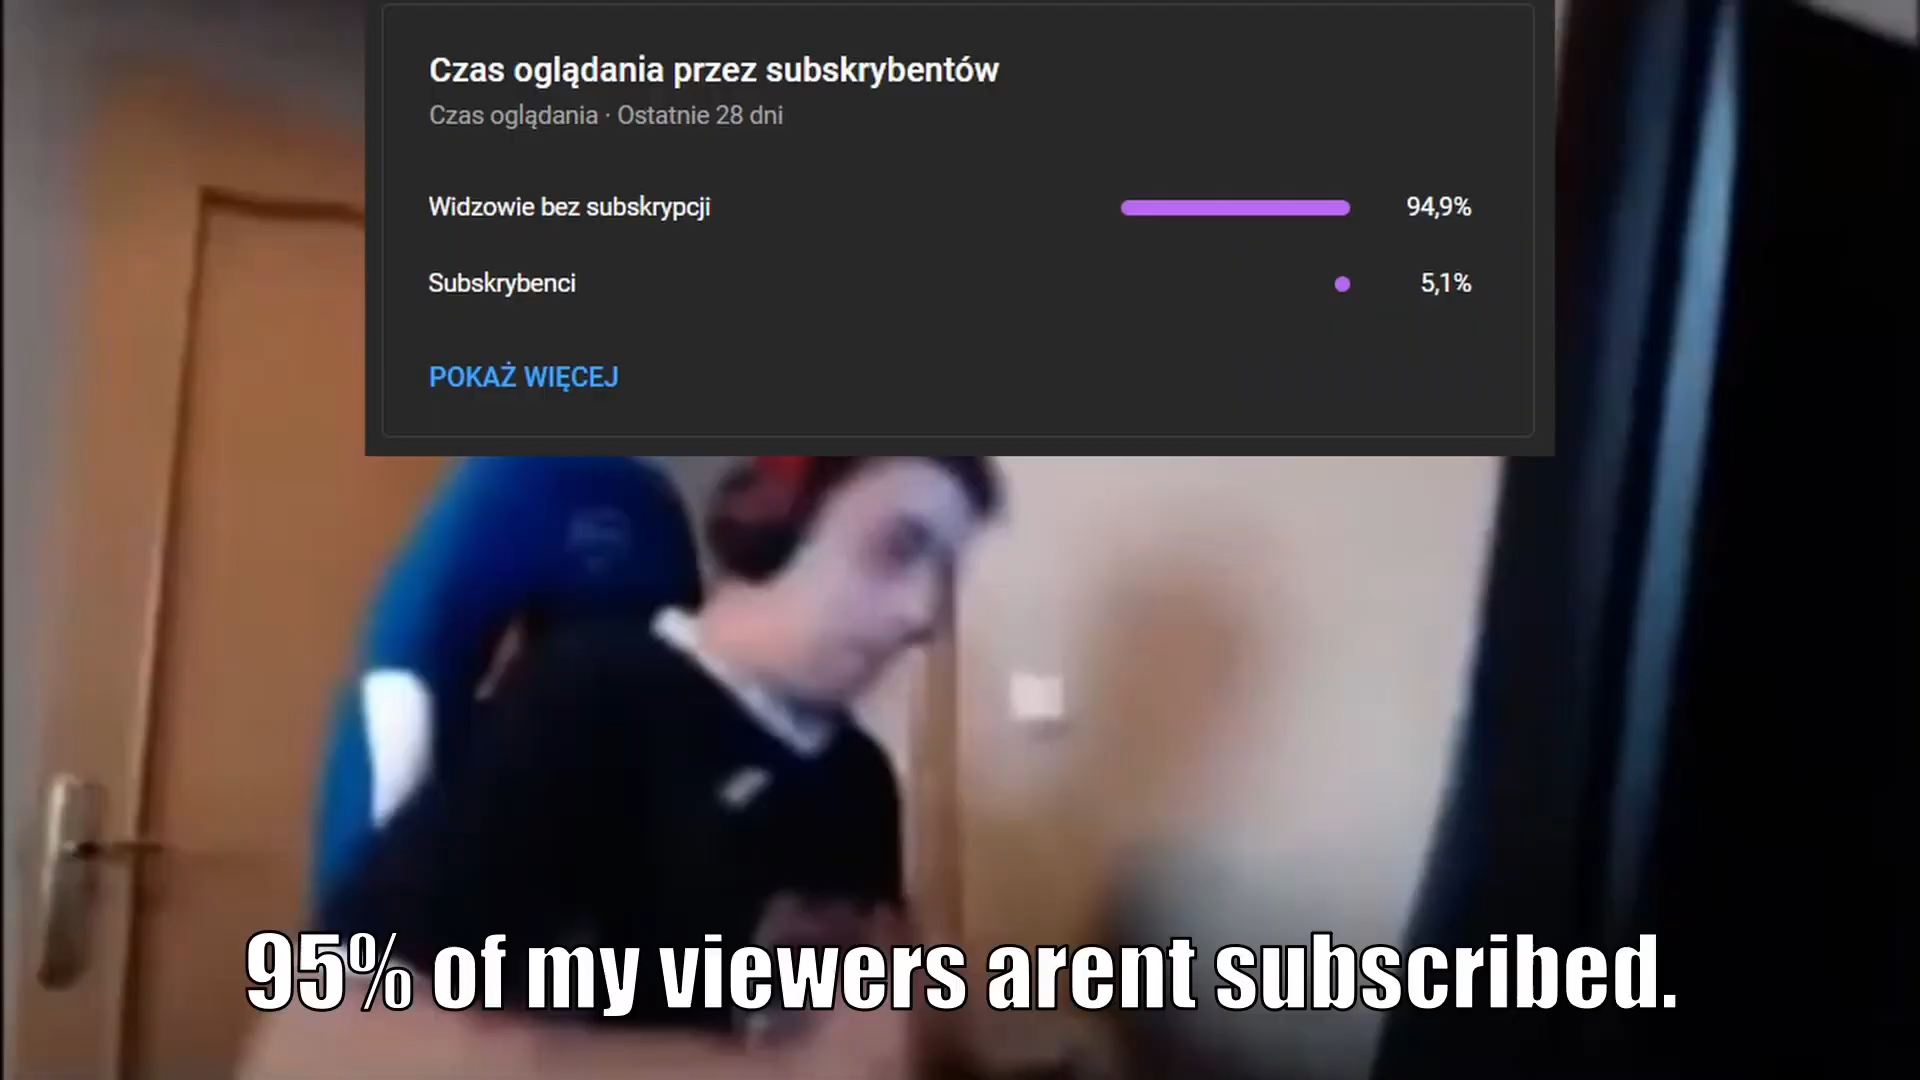 Czas oglądania przez subskrybentów
Czas oglądania · Ostatnie 28 dni
Widzowie bez subskrypcji 94,9%
Subskrybenci 5,1%
POKAŻ WIĘCEJ
95% of my viewers arent subscribed.